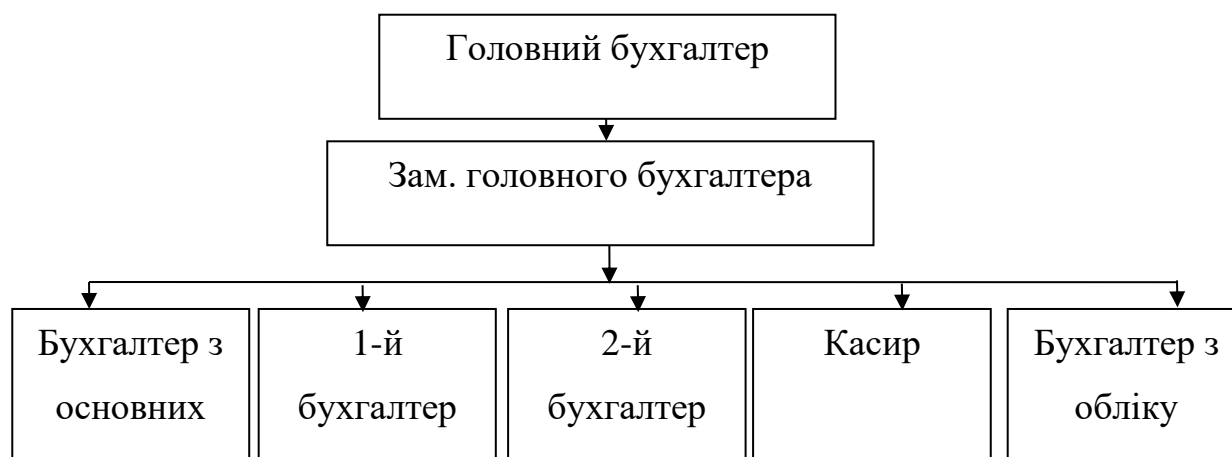 Головний бухгалтер
Зам. головного бухгалтера
Бухгалтер з
основних
1-й
бухгалтер
2-й
бухгалтер
Касир
Бухгалтер з
обліку